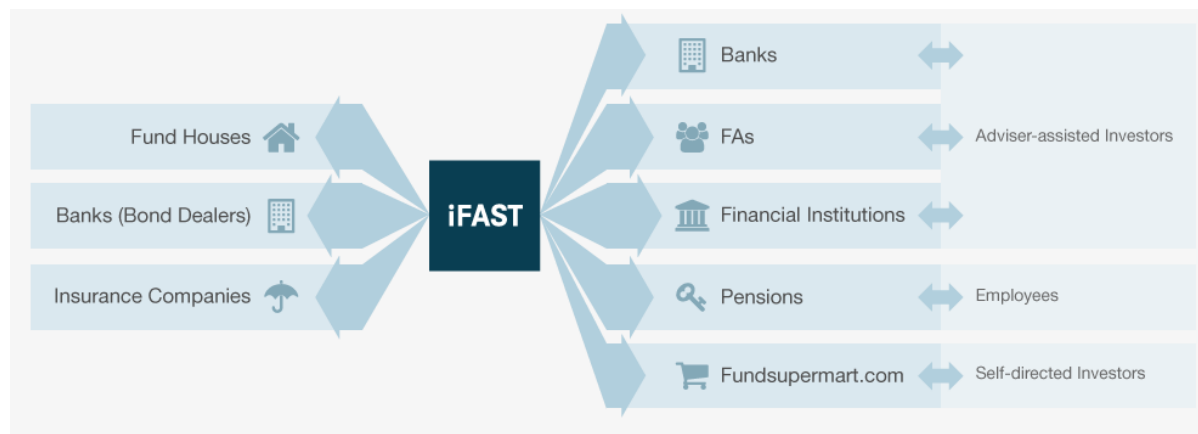 Fund Houses
Banks (Bond Dealers)
Insurance Companies
iFAST
Banks
FAs
Financial Institutions
Pensions
Fundsupermart.com
Adviser-assisted Investors
Employees
Self-directed Investors